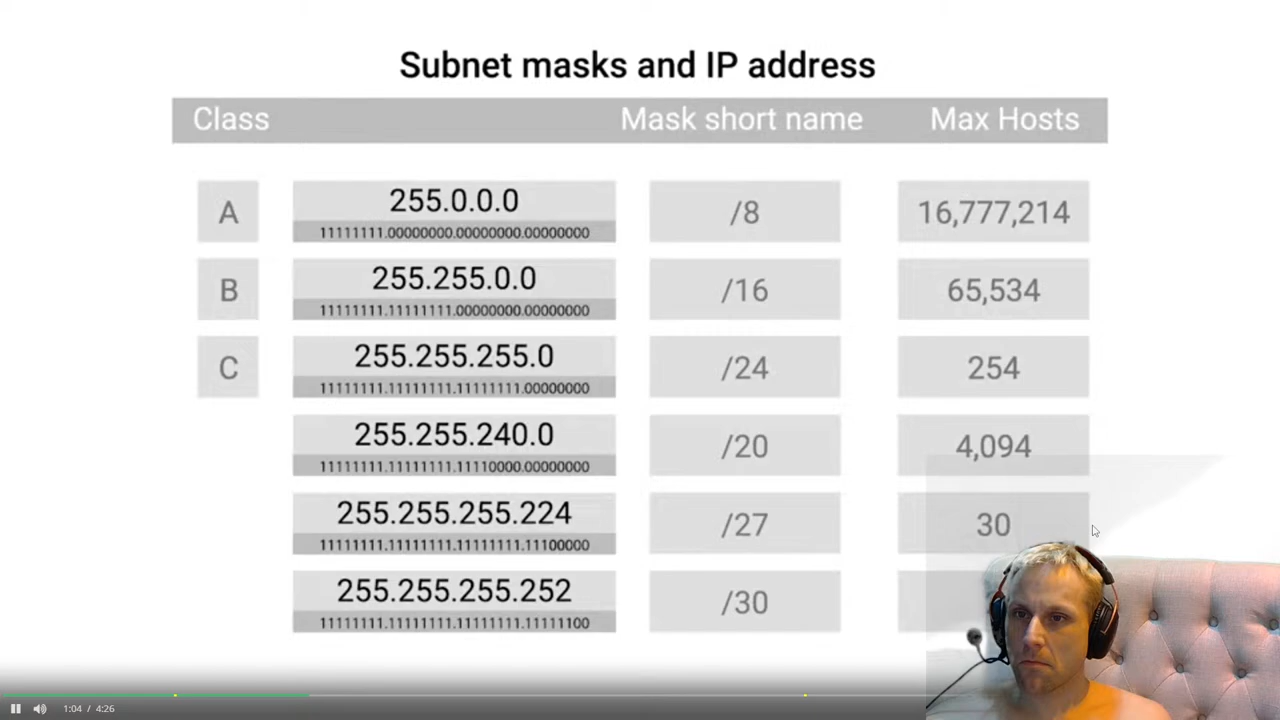 Subnet masks and IP address
Class Mask short name Max Hosts
A 255.0.0.0 /8 16,777,214
11111111.00000000.00000000.00000000
B 255.255.0.0 /16 65,534
11111111.11111111.00000000.00000000
C 255.255.255.0 /24 254
11111111.11111111.11111111.00000000
255.255.240.0 /20 4,094
11111111.11111111.11110000.00000000
255.255.255.224 /27 30
11111111.11111111.11111111.11100000
255.255.255.252 /30
11111111.11111111.11111111.11111100
1:04 / 4:26